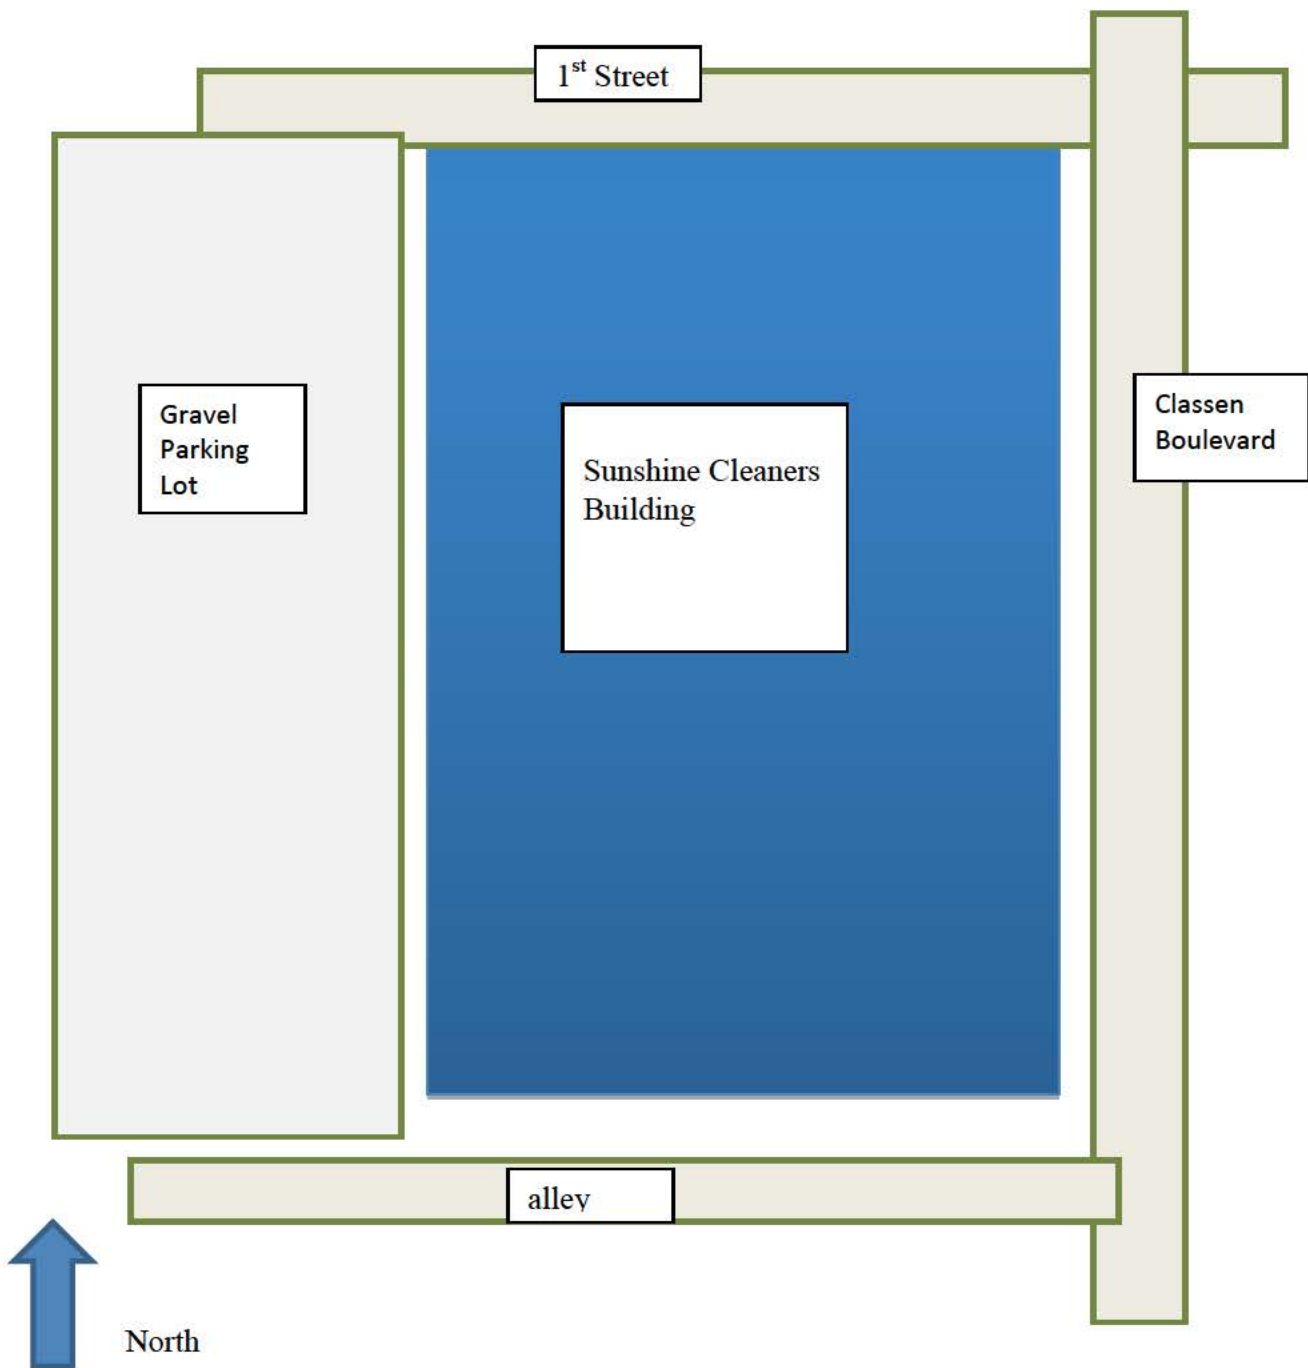 1st Street
Gravel
Parking
Lot
Sunshine Cleaners
Building
Classen
Boulevard
alley
North